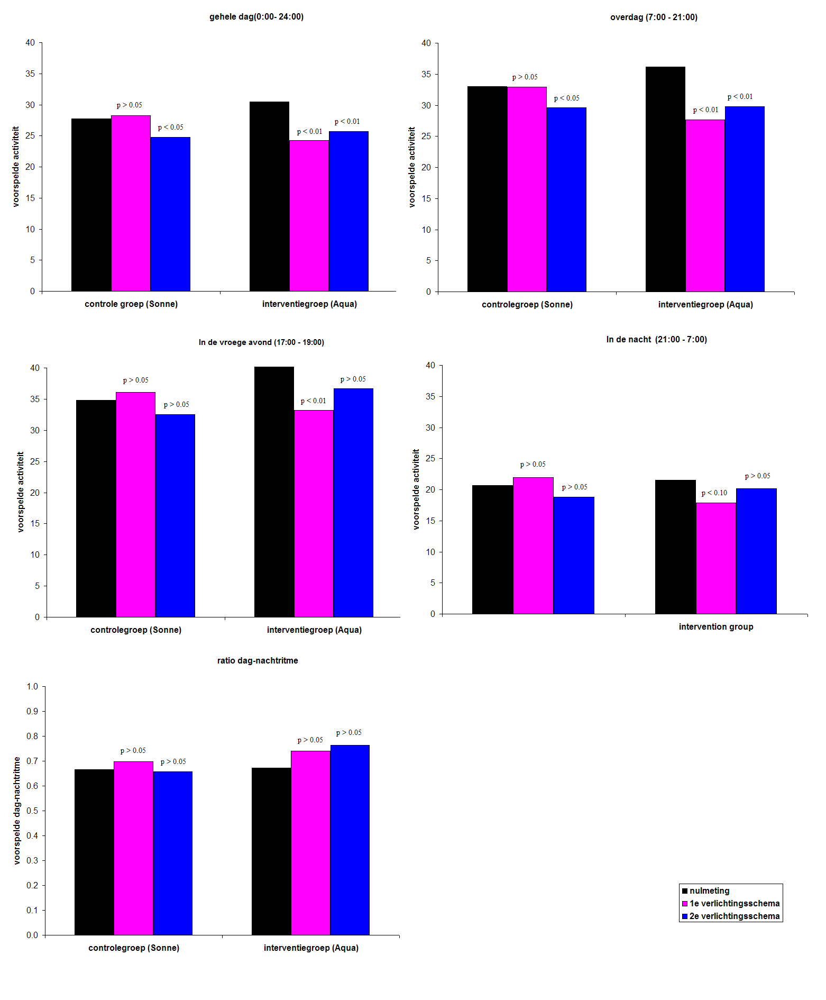 gehele dag(0:00- 24:00)
40
35
30
25
20
15
10
5
0
voorspelde activiteit
p > 0.05
p < 0.05
p < 0.01
p < 0.01
controle groep (Sonne)
interventiegroep (Aqua)
overdag (7:00 - 21:00)
40
35
30
25
20
15
10
5
0
voorspelde activiteit
p > 0.05
p < 0.05
p < 0.01
p < 0.01
controlegroep (Sonne)
interventiegroep (Aqua)
In de vroege avond (17:00 - 19:00)
40
35
30
25
20
15
10
5
0
voorspelde activiteit
p > 0.05
p > 0.05
p < 0.01
p > 0.05
controlegroep (Sonne)
interventiegroep (Aqua)
In de nacht (21:00 - 7:00)
40
35
30
25
20
15
10
5
0
voorspelde activiteit
p > 0.05
p > 0.05
p < 0.10
p > 0.05
intervention group
ratio dag-nachtritme
1.0
0.9
0.8
0.7
0.6
0.5
0.4
0.3
0.2
0.1
0.0
voorspelde dag-nachtritme
p > 0.05
p > 0.05
p > 0.05
p > 0.05
controlegroep (Sonne)
interventiegroep (Aqua)
nulmeting
1e verlichtingsschema
2e verlichtingsschema